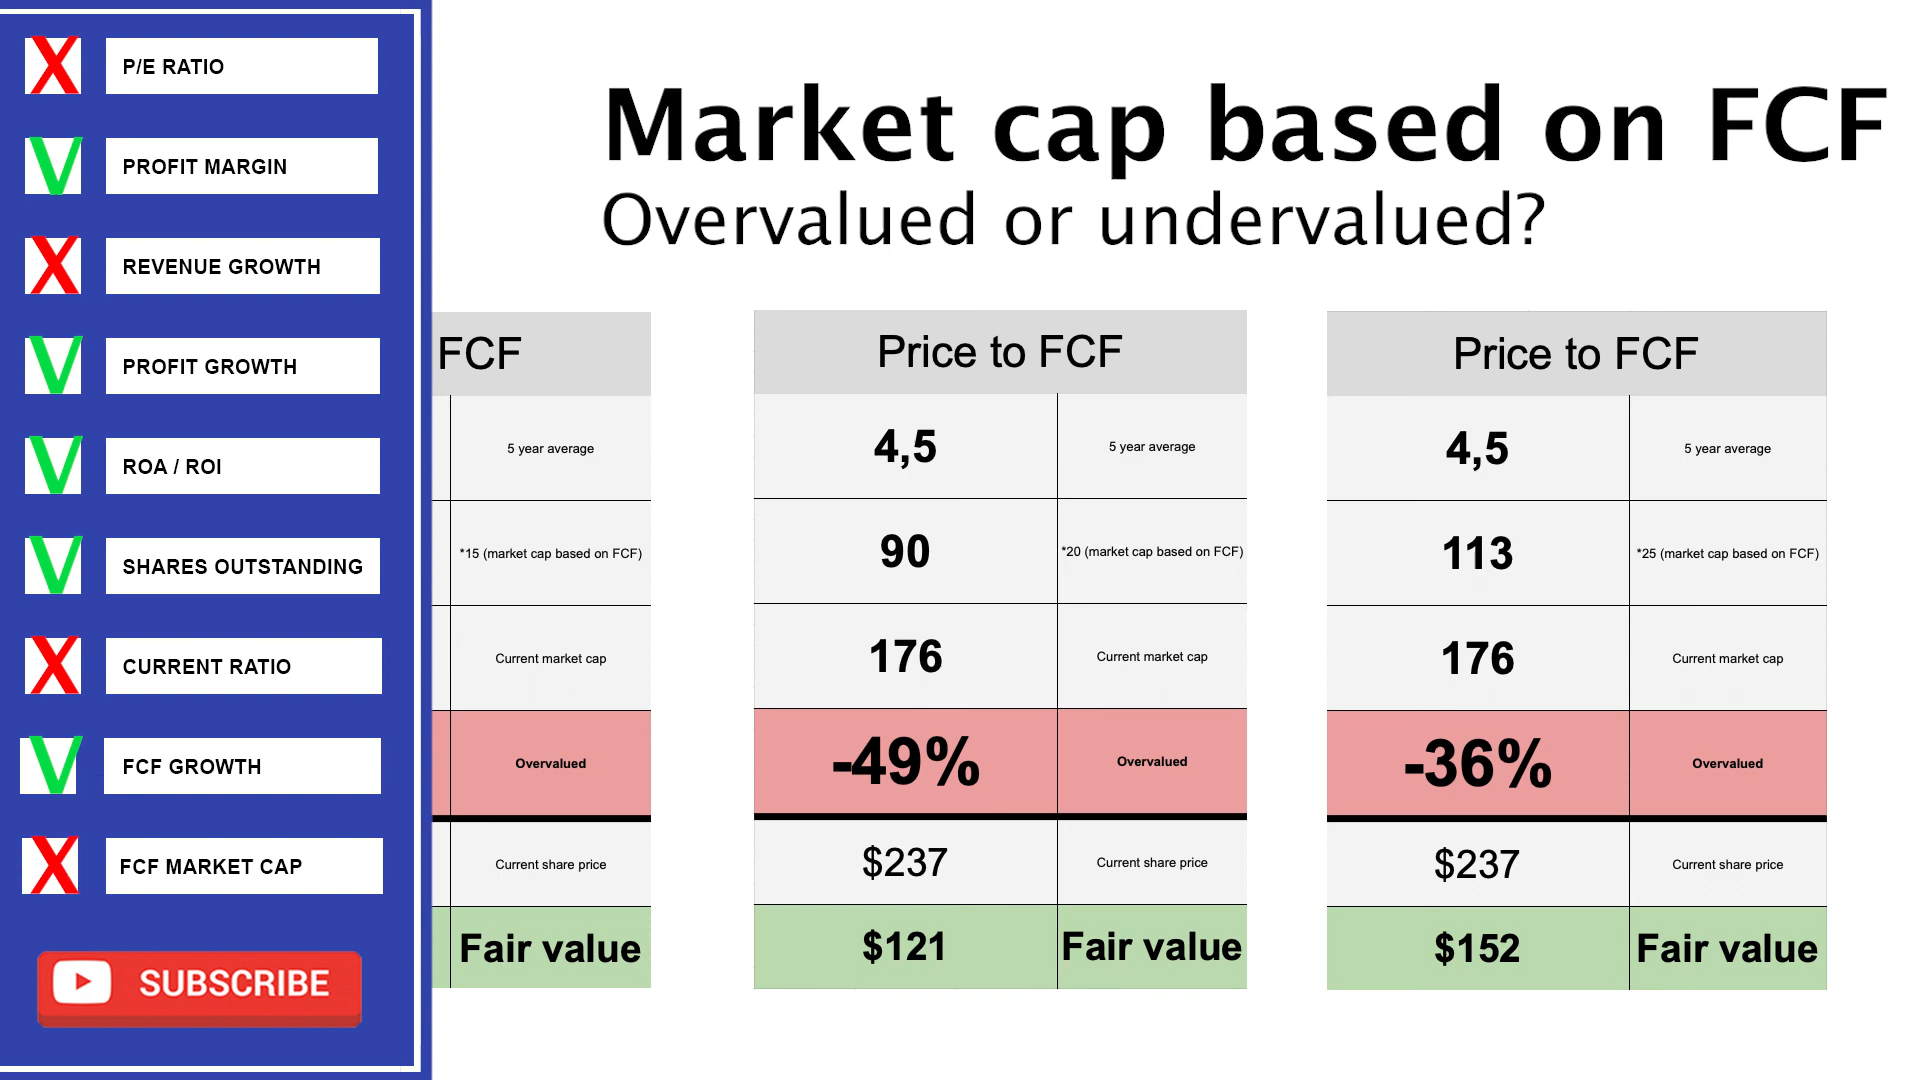 X P/E RATIO
V PROFIT MARGIN
X REVENUE GROWTH
V PROFIT GROWTH
V ROA / ROI
V SHARES OUTSTANDING
X CURRENT RATIO
V FCF GROWTH
X FCF MARKET CAP
SUBSCRIBE
Market cap based on FCF
Overvalued or undervalued?
FCF
5 year average
*15 (market cap based on FCF)
Current market cap
Overvalued
Current share price
Fair value
Price to FCF
4,5 5 year average
90 *20 (market cap based on FCF)
176 Current market cap
-49% Overvalued
$237 Current share price
$121 Fair value
Price to FCF
4,5 5 year average
113 *25 (market cap based on FCF)
176 Current market cap
-36% Overvalued
$237 Current share price
$152 Fair value